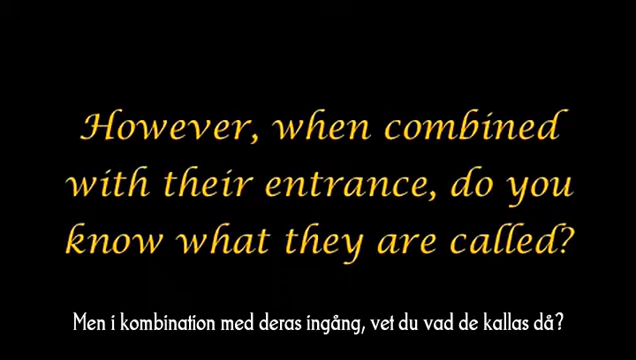 However, when combined
with their entrance, do you
know what they are called?
Men i kombination med deras ingång, vet du vad de kallas då?